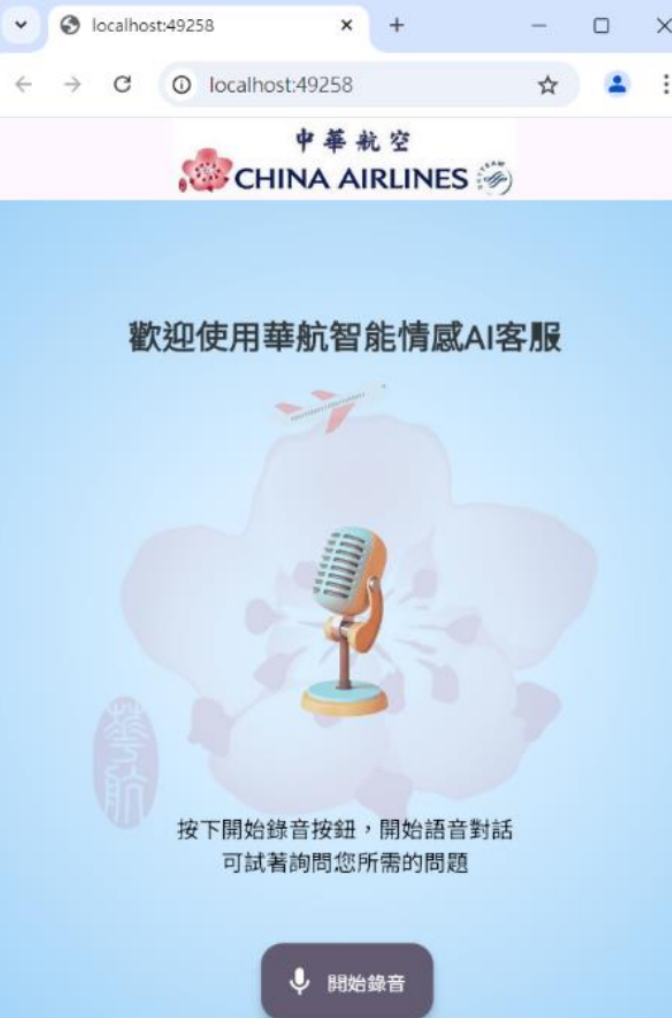 localhost:49258
localhost:49258
中華航空
CHINA AIRLINES
歡迎使用華航智能情感AI客服
華航
按下開始錄音按鈕,開始語音對話
可試著詢問您所需的問題
開始錄音